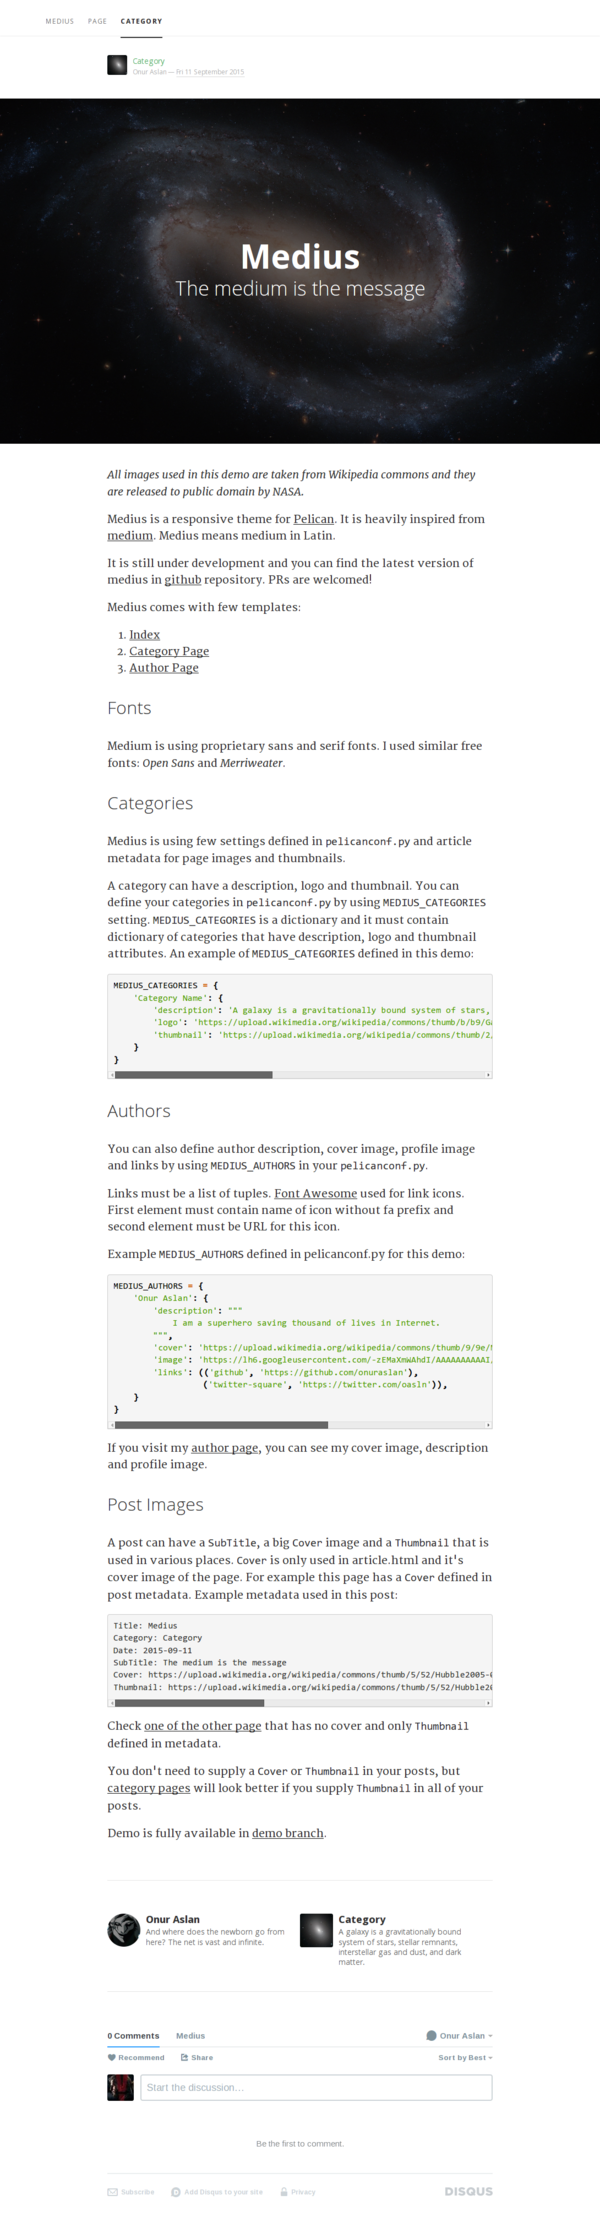 MEDIUS PAGE CATEGORY
Category
Onur Aslan — Fri 11 September 2015
Medius
The medium is the message
All images used in this demo are taken from Wikipedia commons and they
are released to public domain by NASA.
Medius is a responsive theme for Pelican. It is heavily inspired from
medium. Medius means medium in Latin.
It is still under development and you can find the latest version of
medius in github repository. PRs are welcomed!
Medius comes with few templates:
1. Index
2. Category Page
3. Author Page
Fonts
Medium is using proprietary sans and serif fonts. I used similar free
fonts: Open Sans and Merriweater.
Categories
Medius is using few settings defined in pelicanconf.py and article
metadata for page images and thumbnails.
A category can have a description, logo and thumbnail. You can
define your categories in pelicanconf.py by using MEDIUS_CATEGORIES
setting. MEDIUS_CATEGORIES is a dictionary and it must contain
dictionary of categories that have description, logo and thumbnail
attributes. An example of MEDIUS_CATEGORIES defined in this demo:
MEDIUS_CATEGORIES = {
'Category Name': {
'description': 'A galaxy is a gravitationally bound system of stars,
'logo': 'https://upload.wikimedia.org/wikipedia/commons/thumb/b/b9/Ga
'thumbnail': 'https://upload.wikimedia.org/wikipedia/commons/thumb/2/
}
}
Authors
You can also define author description, cover image, profile image
and links by using MEDIUS_AUTHORS in your pelicanconf.py.
Links must be a list of tuples. Font Awesome used for link icons.
First element must contain name of icon without fa prefix and
second element must be URL for this icon.
Example MEDIUS_AUTHORS defined in pelicanconf.py for this demo:
MEDIUS_AUTHORS = {
'Onur Aslan': {
'description': """
I am a superhero saving thousand of lives in Internet.
""",
'cover': 'https://upload.wikimedia.org/wikipedia/commons/thumb/9/9e/
'image': 'https://lh6.googleusercontent.com/-zEMaXmWAhdI/AAAAAAAAAAI/
'links': (('github', 'https://github.com/onuraslan'),
('twitter-square', 'https://twitter.com/oasln')),
}
}
If you visit my author page, you can see my cover image, description
and profile image.
Post Images
A post can have a SubTitle, a big Cover image and a Thumbnail that is
used in various places. Cover is only used in article.html and it's
cover image of the page. For example this page has a Cover defined in
post metadata. Example metadata used in this post:
Title: Medius
Category: Category
Date: 2015-09-11
SubTitle: The medium is the message
Cover: https://upload.wikimedia.org/wikipedia/commons/thumb/5/52/Hubble2005-0
Thumbnail: https://upload.wikimedia.org/wikipedia/commons/thumb/5/52/Hubble20
Check one of the other page that has no cover and only Thumbnail
defined in metadata.
You don't need to supply a Cover or Thumbnail in your posts, but
category pages will look better if you supply Thumbnail in all of your
posts.
Demo is fully available in demo branch.
Onur Aslan
And where does the newborn go from
here? The net is vast and infinite.
Category
A galaxy is a gravitationally bound
system of stars, stellar remnants,
interstellar gas and dust, and dark
matter.
0 Comments Medius Onur Aslan
Recommend Share Sort by Best
Start the discussion...
Be the first to comment.
Subscribe Add Disqus to your site Privacy DISQUS